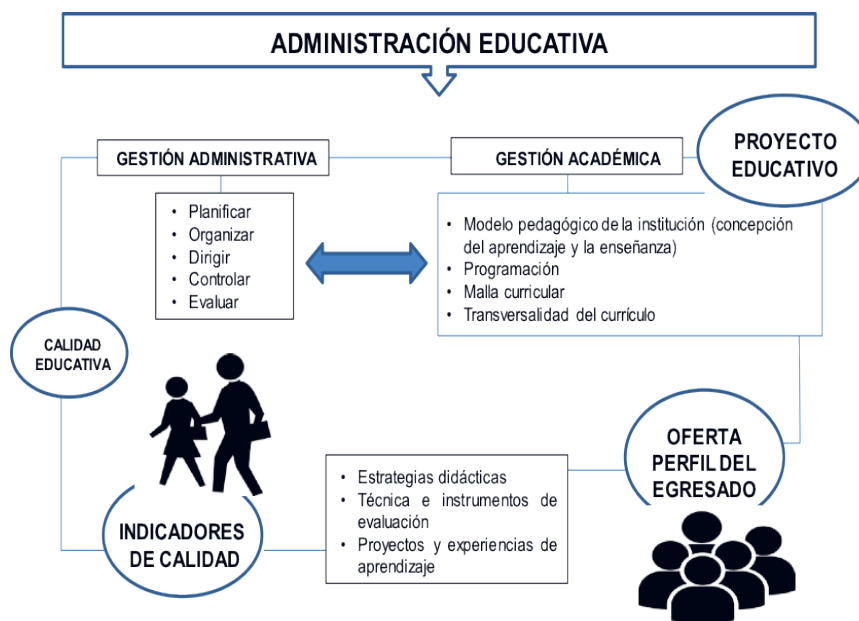 ADMINISTRACIÓN EDUCATIVA
GESTIÓN ADMINISTRATIVA
GESTIÓN ACADÉMICA
PROYECTO
EDUCATIVO
• Planificar
• Organizar
• Dirigir
• Controlar
• Evaluar
• Modelo pedagógico de la institución (concepción
del aprendizaje y la enseñanza)
• Programación
• Malla curricular
• Transversalidad del currículo
CALIDAD
EDUCATIVA
OFERTA
PERFIL DEL
EGRESADO
• Estrategias didácticas
• Técnica e instrumentos de
evaluación
• Proyectos y experiencias de
aprendizaje
INDICADORES
DE CALIDAD